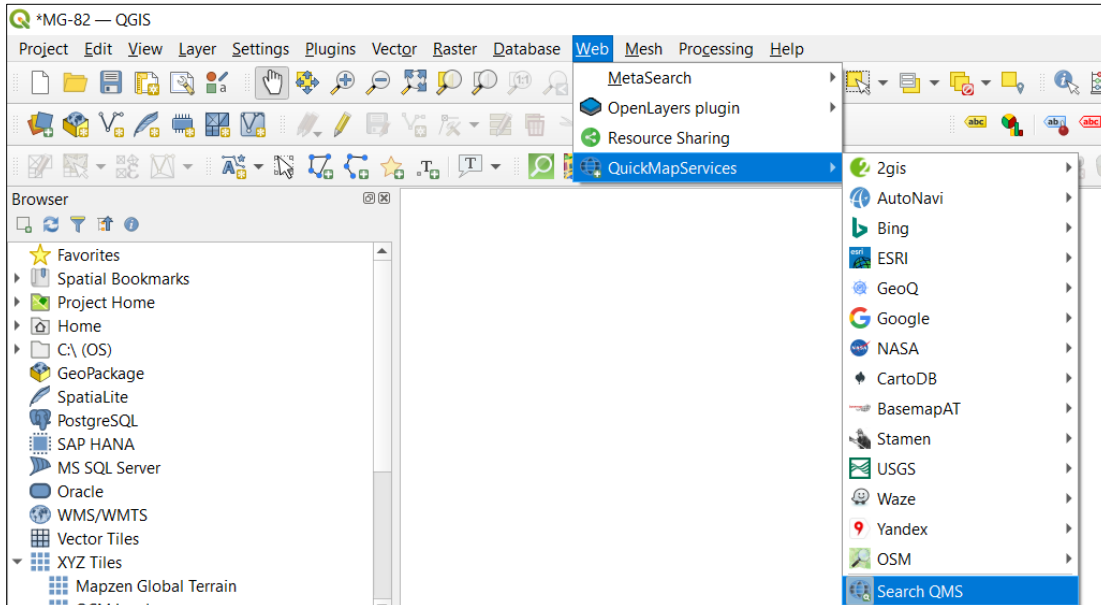 *MG-82 — QGIS
Project Edit View Layer Settings Plugins Vector Raster Database Web Mesh Processing Help
MetaSearch
OpenLayers plugin
Resource Sharing
QuickMapServices
2gis
AutoNavi
Bing
ESRI
GeoQ
Google
NASA
CartoDB
BasemapAT
Stamen
USGS
Waze
Yandex
OSM
Search QMS
Browser
Favorites
Spatial Bookmarks
Project Home
Home
C:\ (OS)
GeoPackage
SpatiaLite
PostgreSQL
SAP HANA
MS SQL Server
Oracle
WMS/WMTS
Vector Tiles
XYZ Tiles
Mapzen Global Terrain